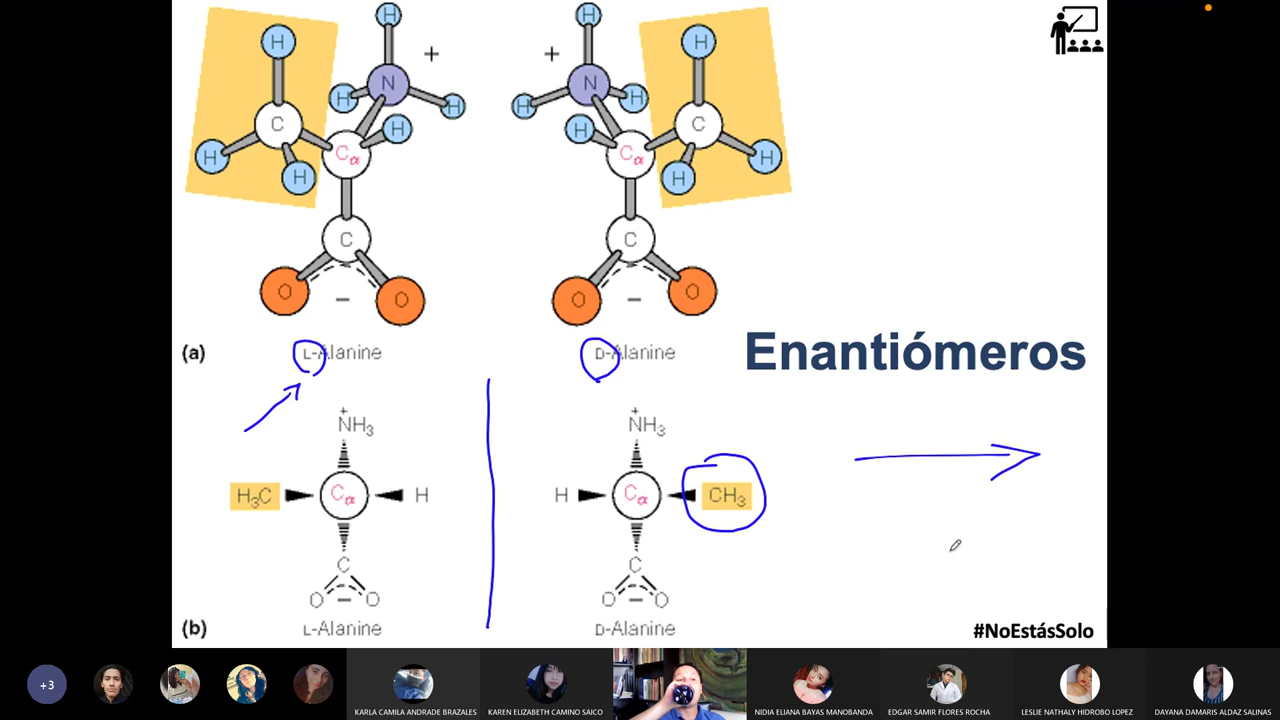 H
H
+
+
H
H
N
N
C
C
H
H
H
H
H
H
H
H
Cα
Cα
H
H
H
H
C
C
O
O
O
O
−
−
Enantiómeros
(a)
L-Alanine
D-Alanine
+
NH3
+
NH3
H3C
Cα
H
H
Cα
CH3
C
C
O − O
O − O
(b)
L-Alanine
D-Alanine
#NoEstásSolo
+3
KARLA CAMILA ANDRADE BRAZALES
KAREN ELIZABETH CAMINO SAICO
NIDIA ELIANA BAYAS MANOBANDA
EDGAR SAMIR FLORES ROCHA
LESLIE NATHALY HIDROBO LOPEZ
DAYANA DAMARIS ALDAZ SALINAS